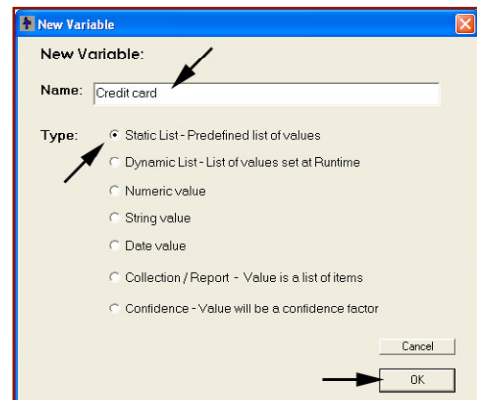 New Variable
New Variable:
Name: Credit card
Type: Static List - Predefined list of values
Dynamic List - List of values set at Runtime
Numeric value
String value
Date value
Collection / Report - Value is a list of items
Confidence - Value will be a confidence factor
Cancel
OK